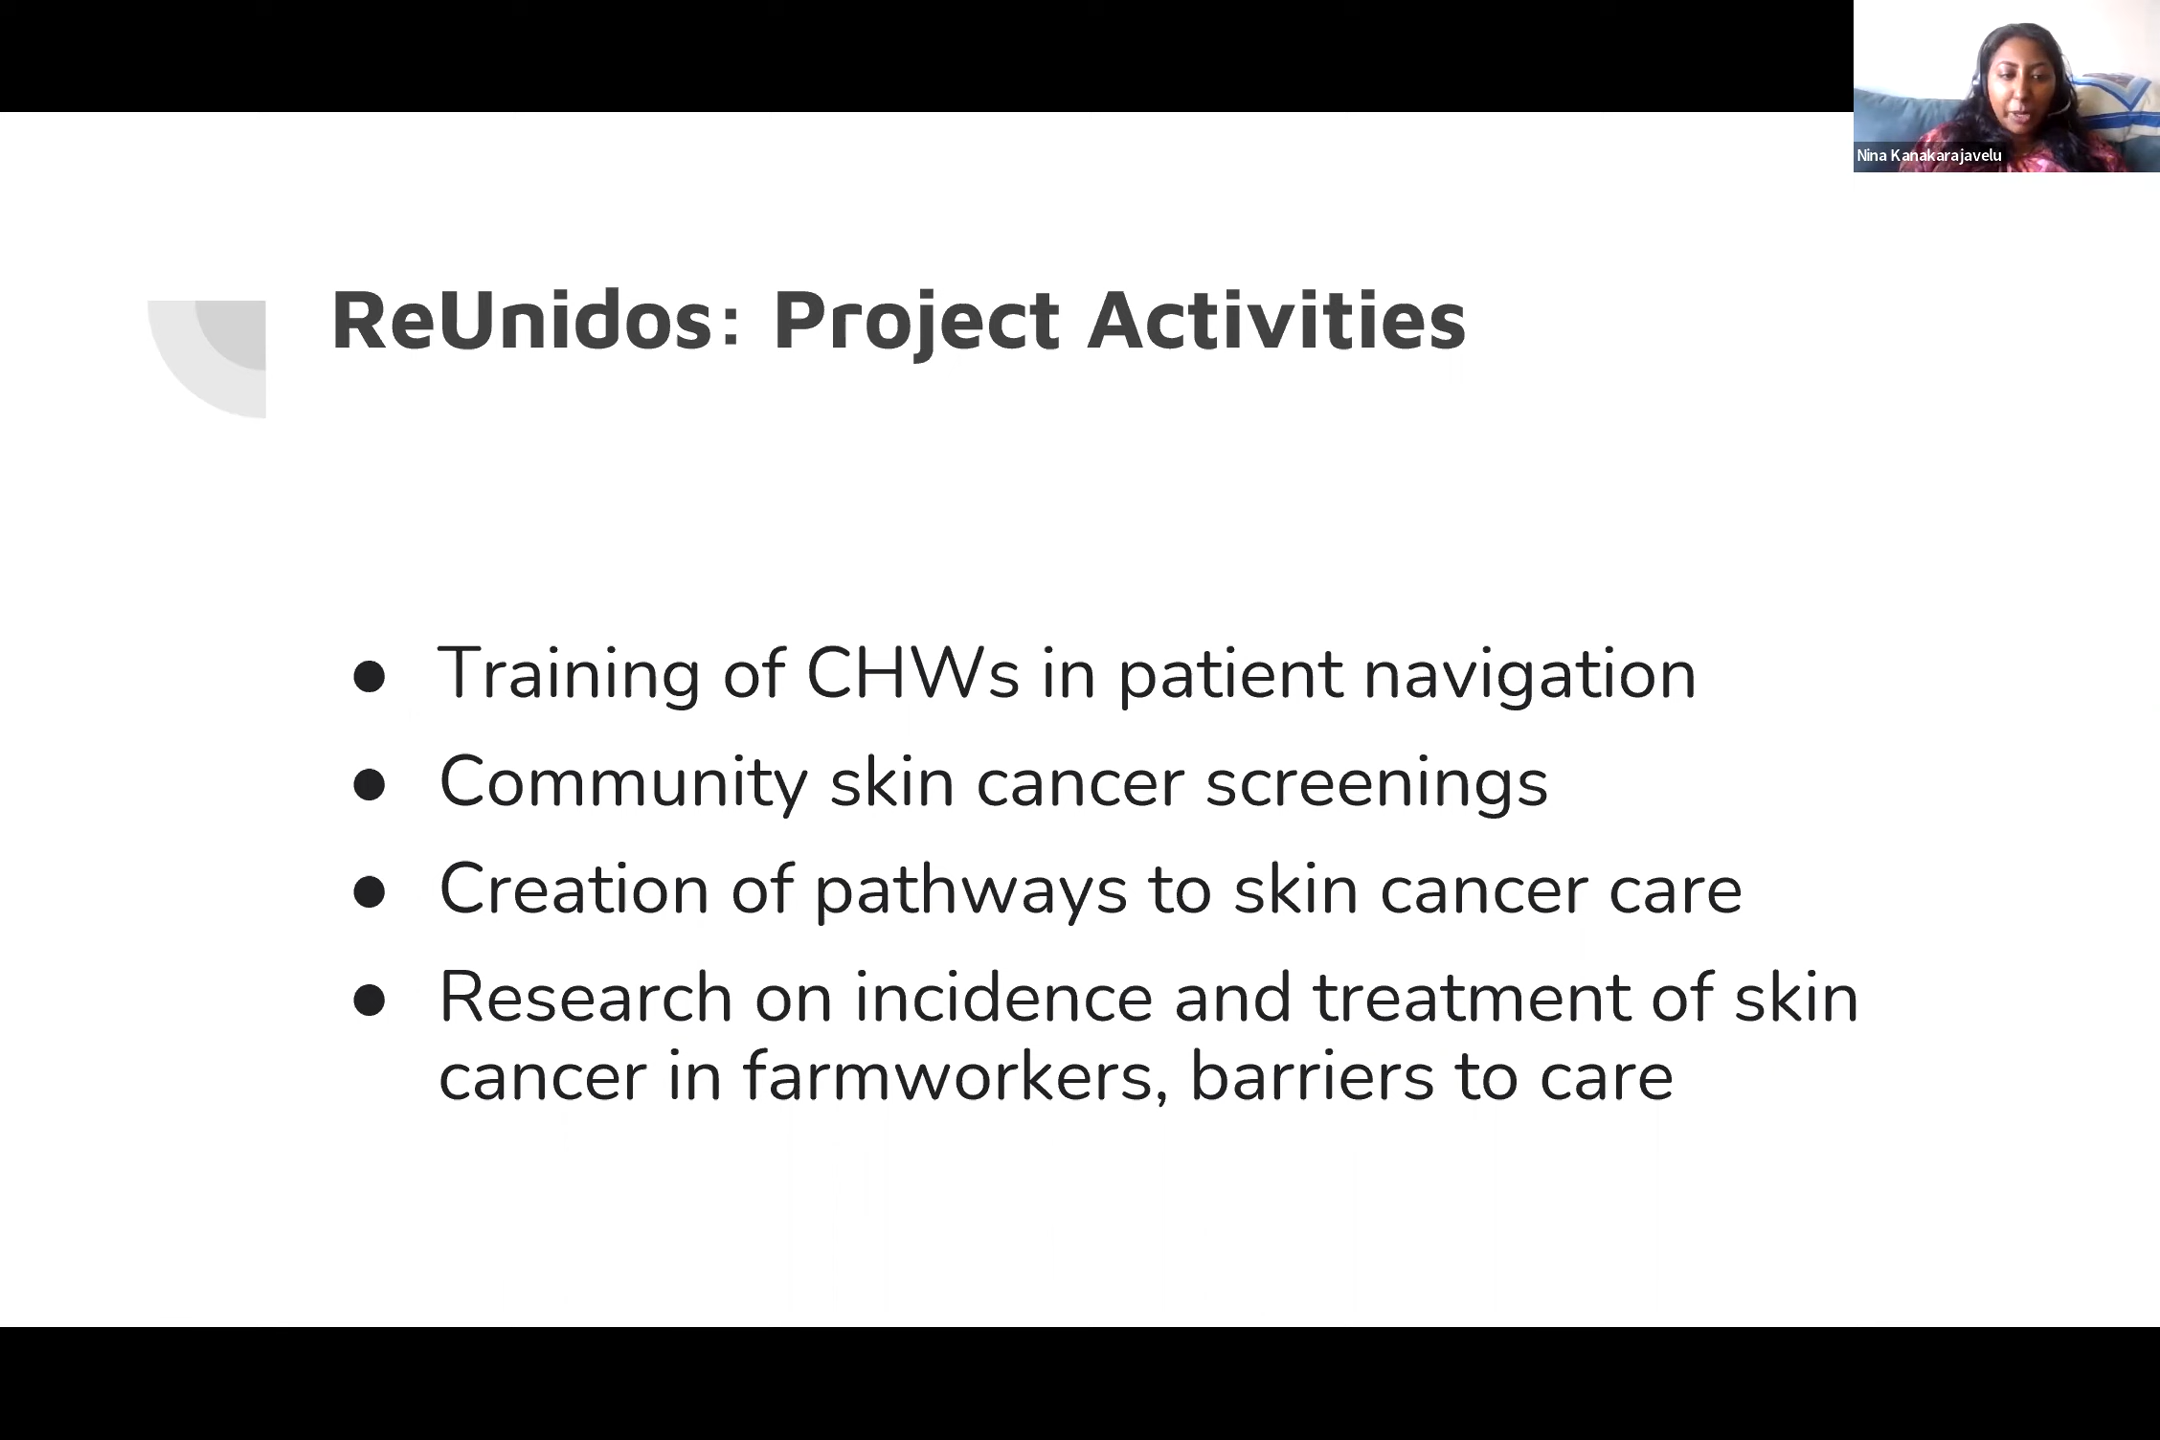 Nina Kanakarajavelu
ReUnidos: Project Activities
● Training of CHWs in patient navigation
● Community skin cancer screenings
● Creation of pathways to skin cancer care
● Research on incidence and treatment of skin
cancer in farmworkers, barriers to care